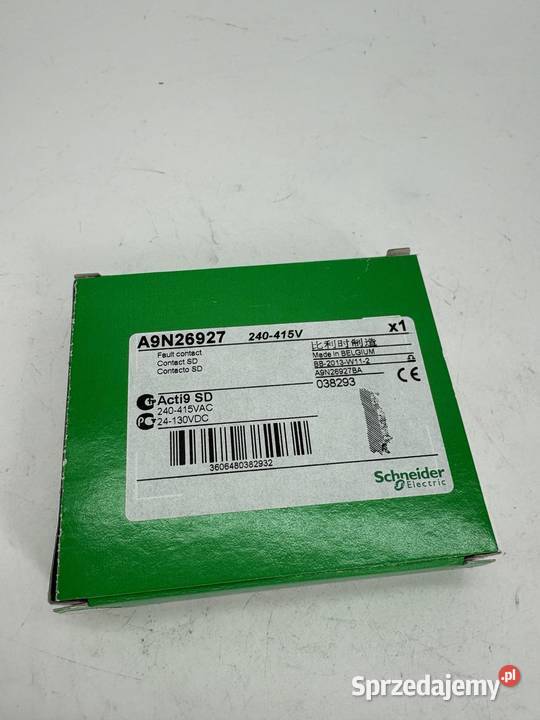 A9N26927 240-415V x1
Fault contact
Contact SD
Contacto SD
比利时制造
Made in BELGIUM
BB-2013-W11-2
A9N26927BA
038293
CE
Acti9 SD
240-415VAC
24-130VDC
3606480382932
Schneider
Electric
Sprzedajemy.pl